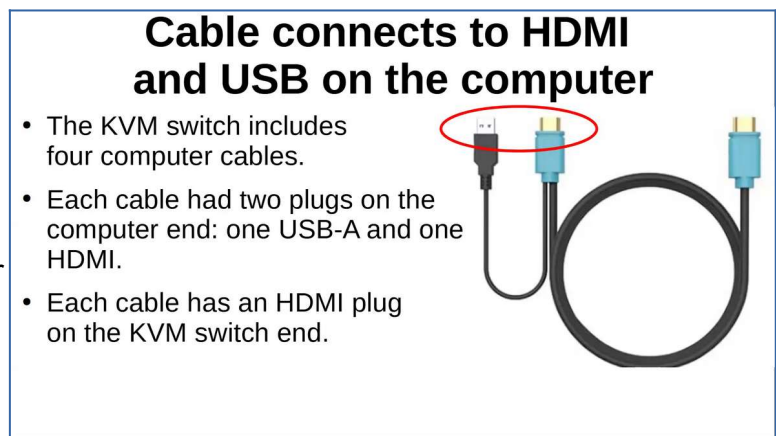 Cable connects to HDMI
and USB on the computer
• The KVM switch includes
four computer cables.
• Each cable had two plugs on the
computer end: one USB-A and one
HDMI.
• Each cable has an HDMI plug
on the KVM switch end.